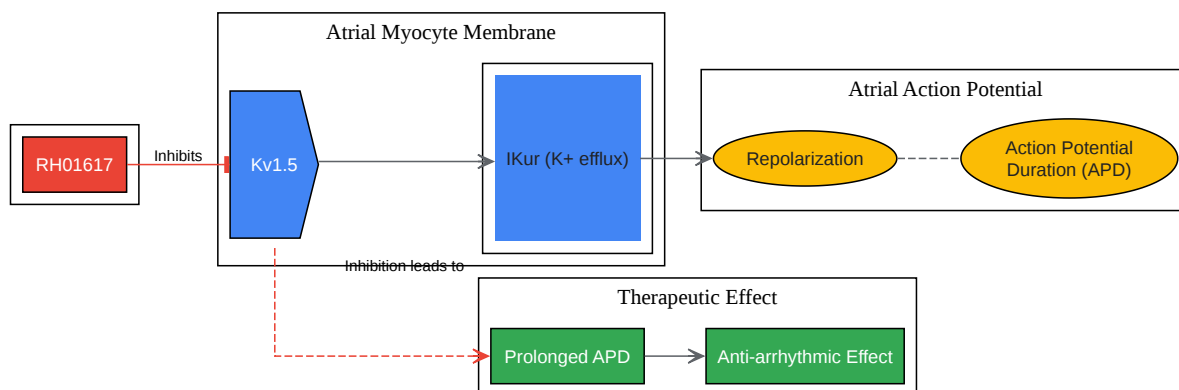 Atrial Myocyte Membrane
Atrial Action Potential
RH01617
Inhibits
Kv1.5
IKur (K+ efflux)
Repolarization
Action Potential
Duration (APD)
Inhibition leads to
Therapeutic Effect
Prolonged APD
Anti-arrhythmic Effect